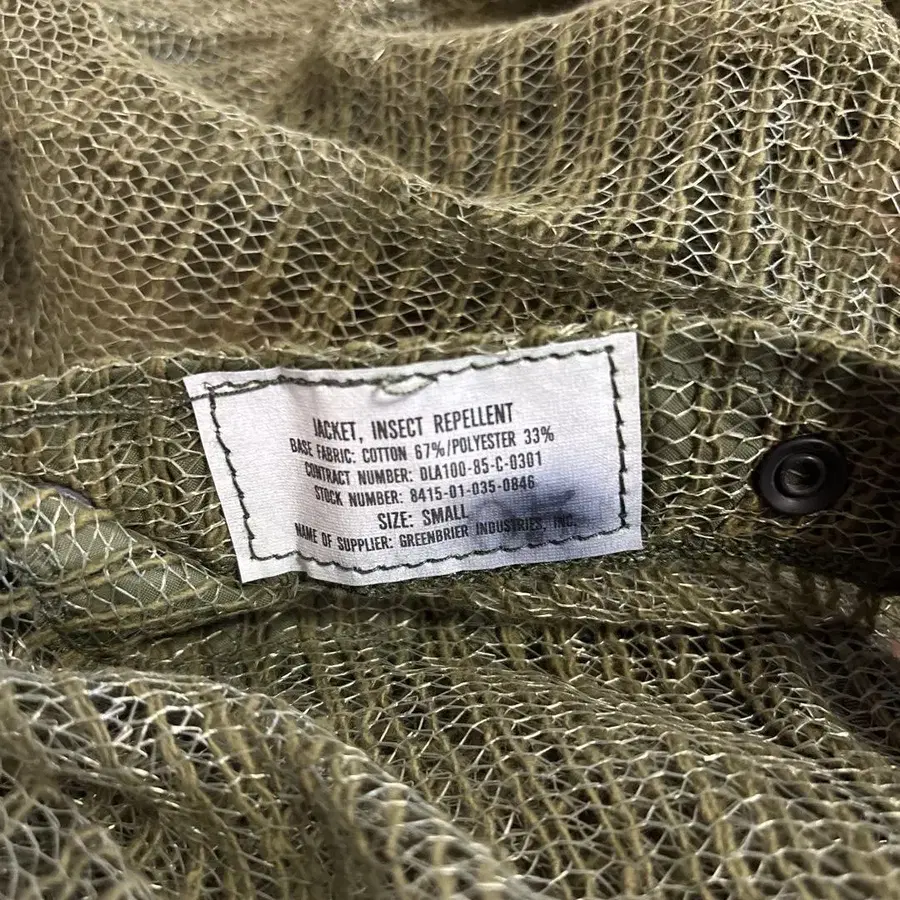 JACKET, INSECT REPELLENT
BASE FABRIC: COTTON 67%/POLYESTER 33%
CONTRACT NUMBER: DLA100-85-C-0301
STOCK NUMBER: 8415-01-035-0846
SIZE: SMALL
NAME OF SUPPLIER: GREENBRIER INDUSTRIES, INC.